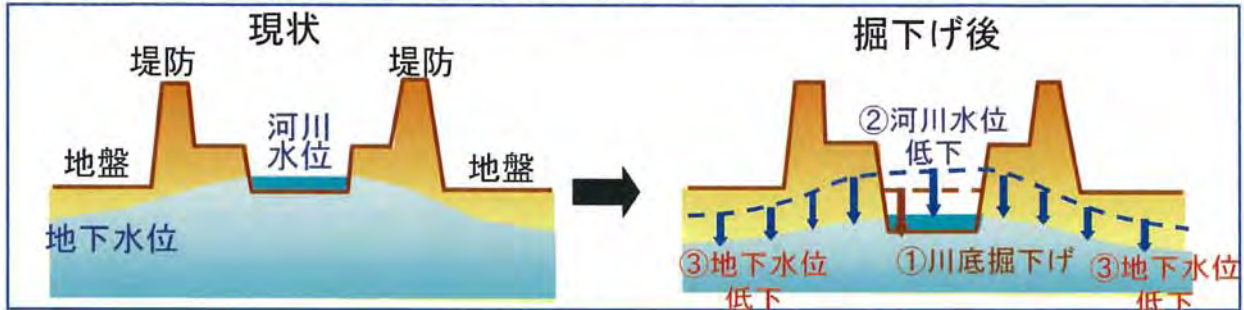 現状
堤防
堤防
河川
水位
地盤
地盤
地下水位
掘下げ後
②河川水位
低下
①川底掘下げ
③地下水位
低下
③地下水位
低下